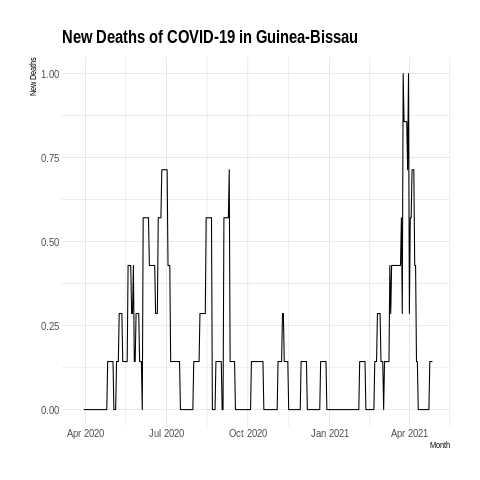 New Deaths of COVID-19 in Guinea-Bissau
New Deaths
1.00
0.75
0.50
0.25
0.00
Apr 2020 Jul 2020 Oct 2020 Jan 2021 Apr 2021
Month